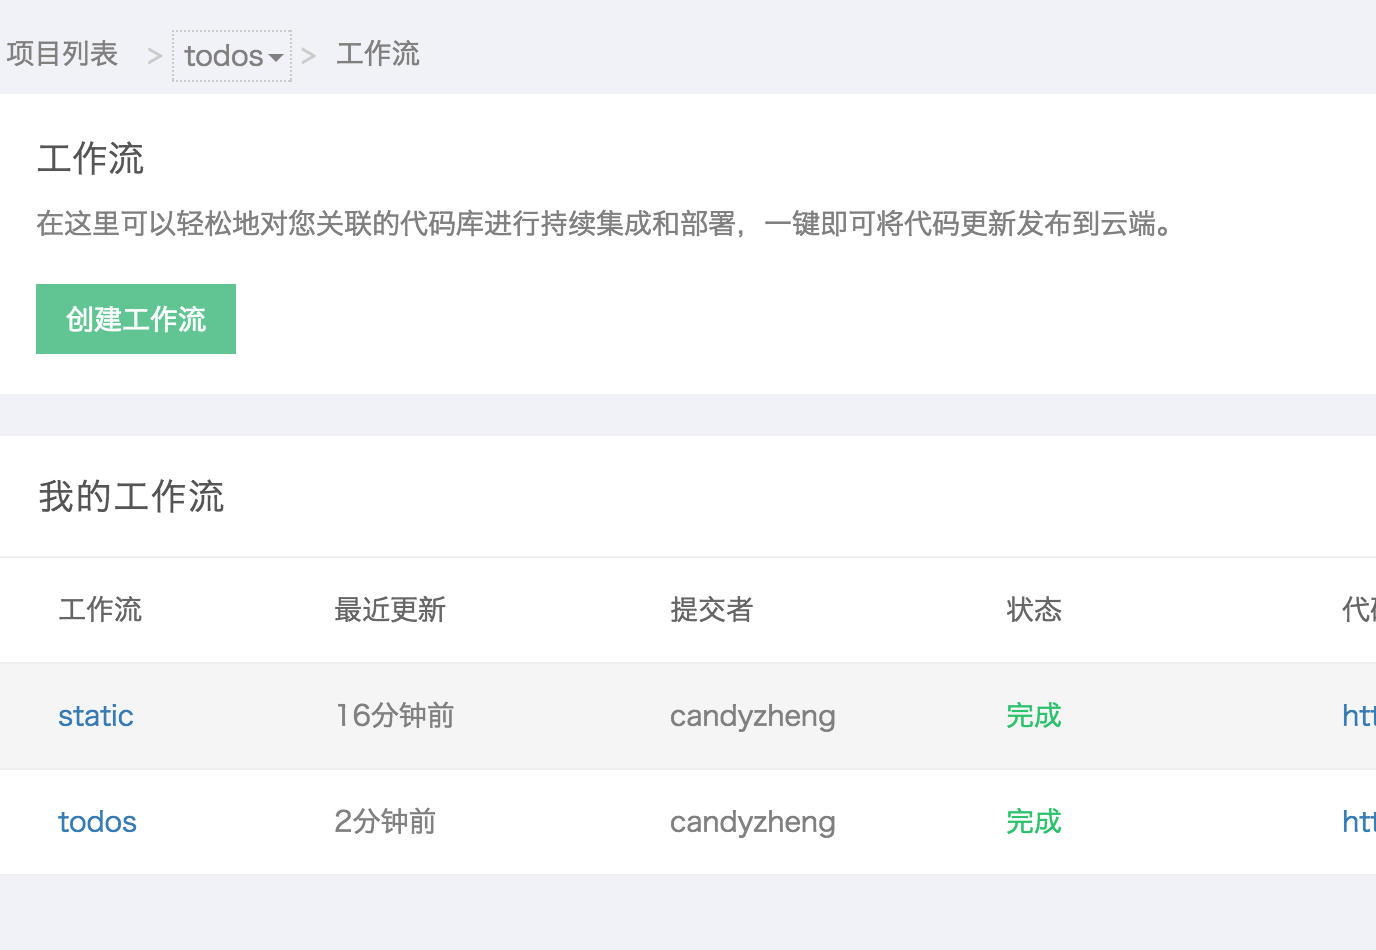 项目列表 > todos > 工作流
工作流
在这里可以轻松地对您关联的代码库进行持续集成和部署，一键即可将代码更新发布到云端。
创建工作流
我的工作流
工作流 最近更新 提交者 状态 代
static 16分钟前 candyzheng 完成 htt
todos 2分钟前 candyzheng 完成 htt